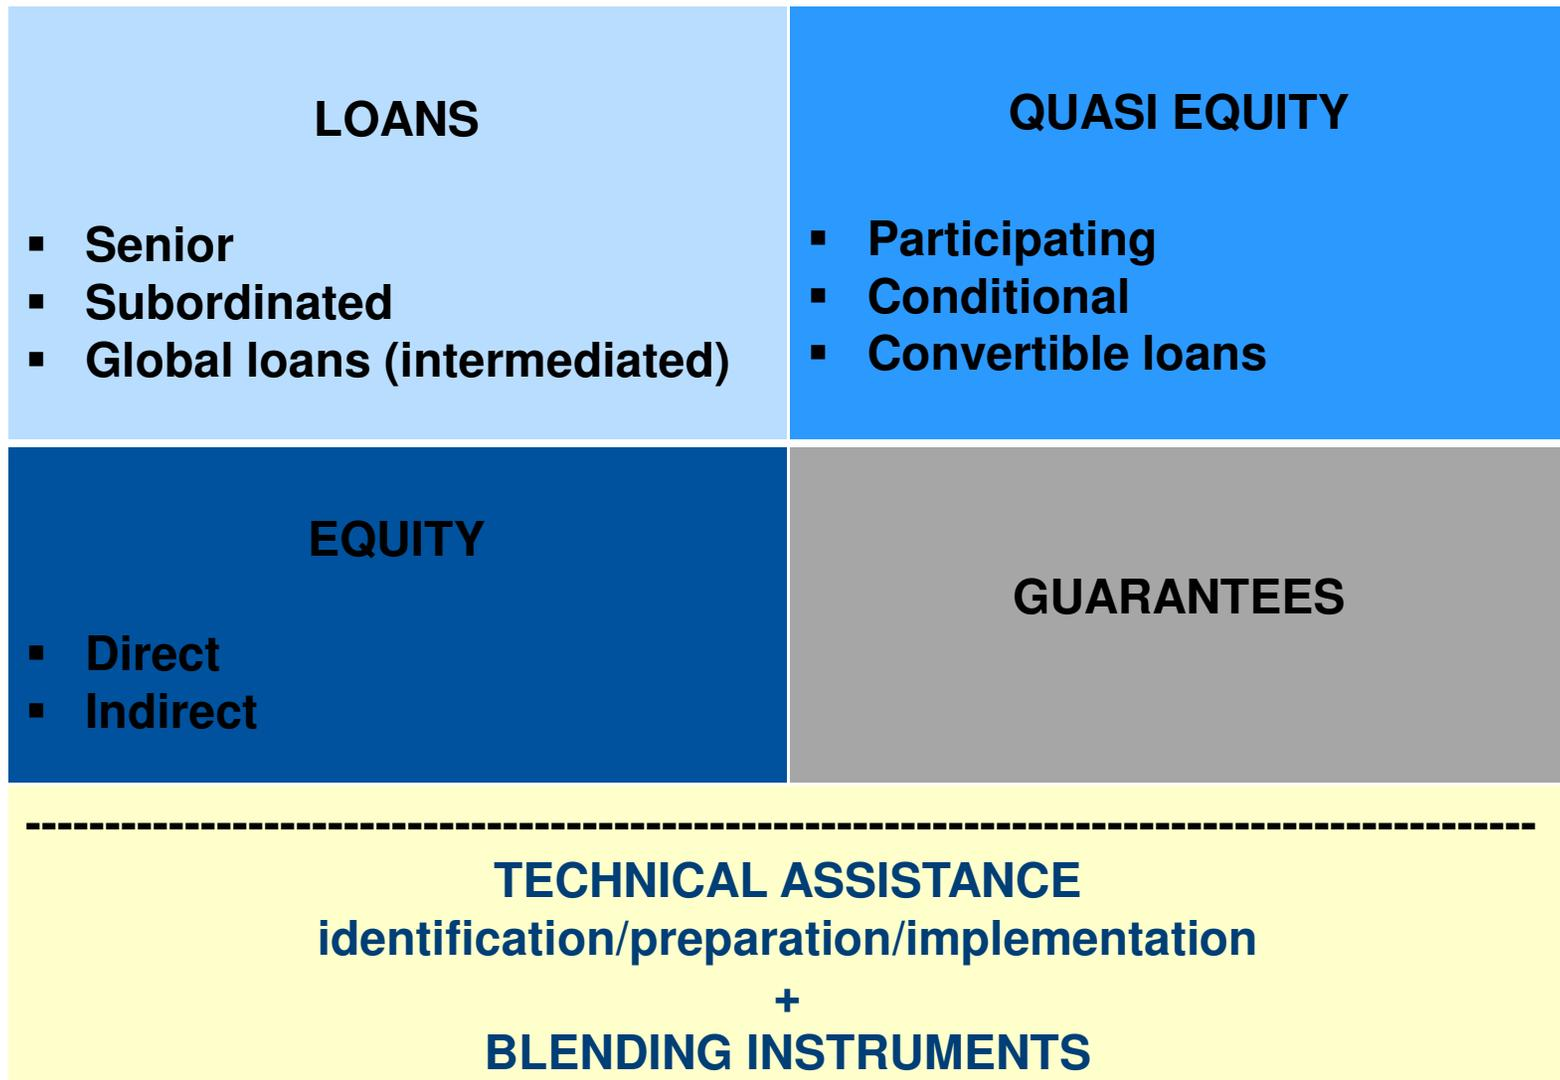 LOANS
▪ Senior
▪ Subordinated
▪ Global loans (intermediated)
QUASI EQUITY
▪ Participating
▪ Conditional
▪ Convertible loans
EQUITY
▪ Direct
▪ Indirect
GUARANTEES
-----------------------------------------------------------------------------------------------
TECHNICAL ASSISTANCE
identification/preparation/implementation
+
BLENDING INSTRUMENTS